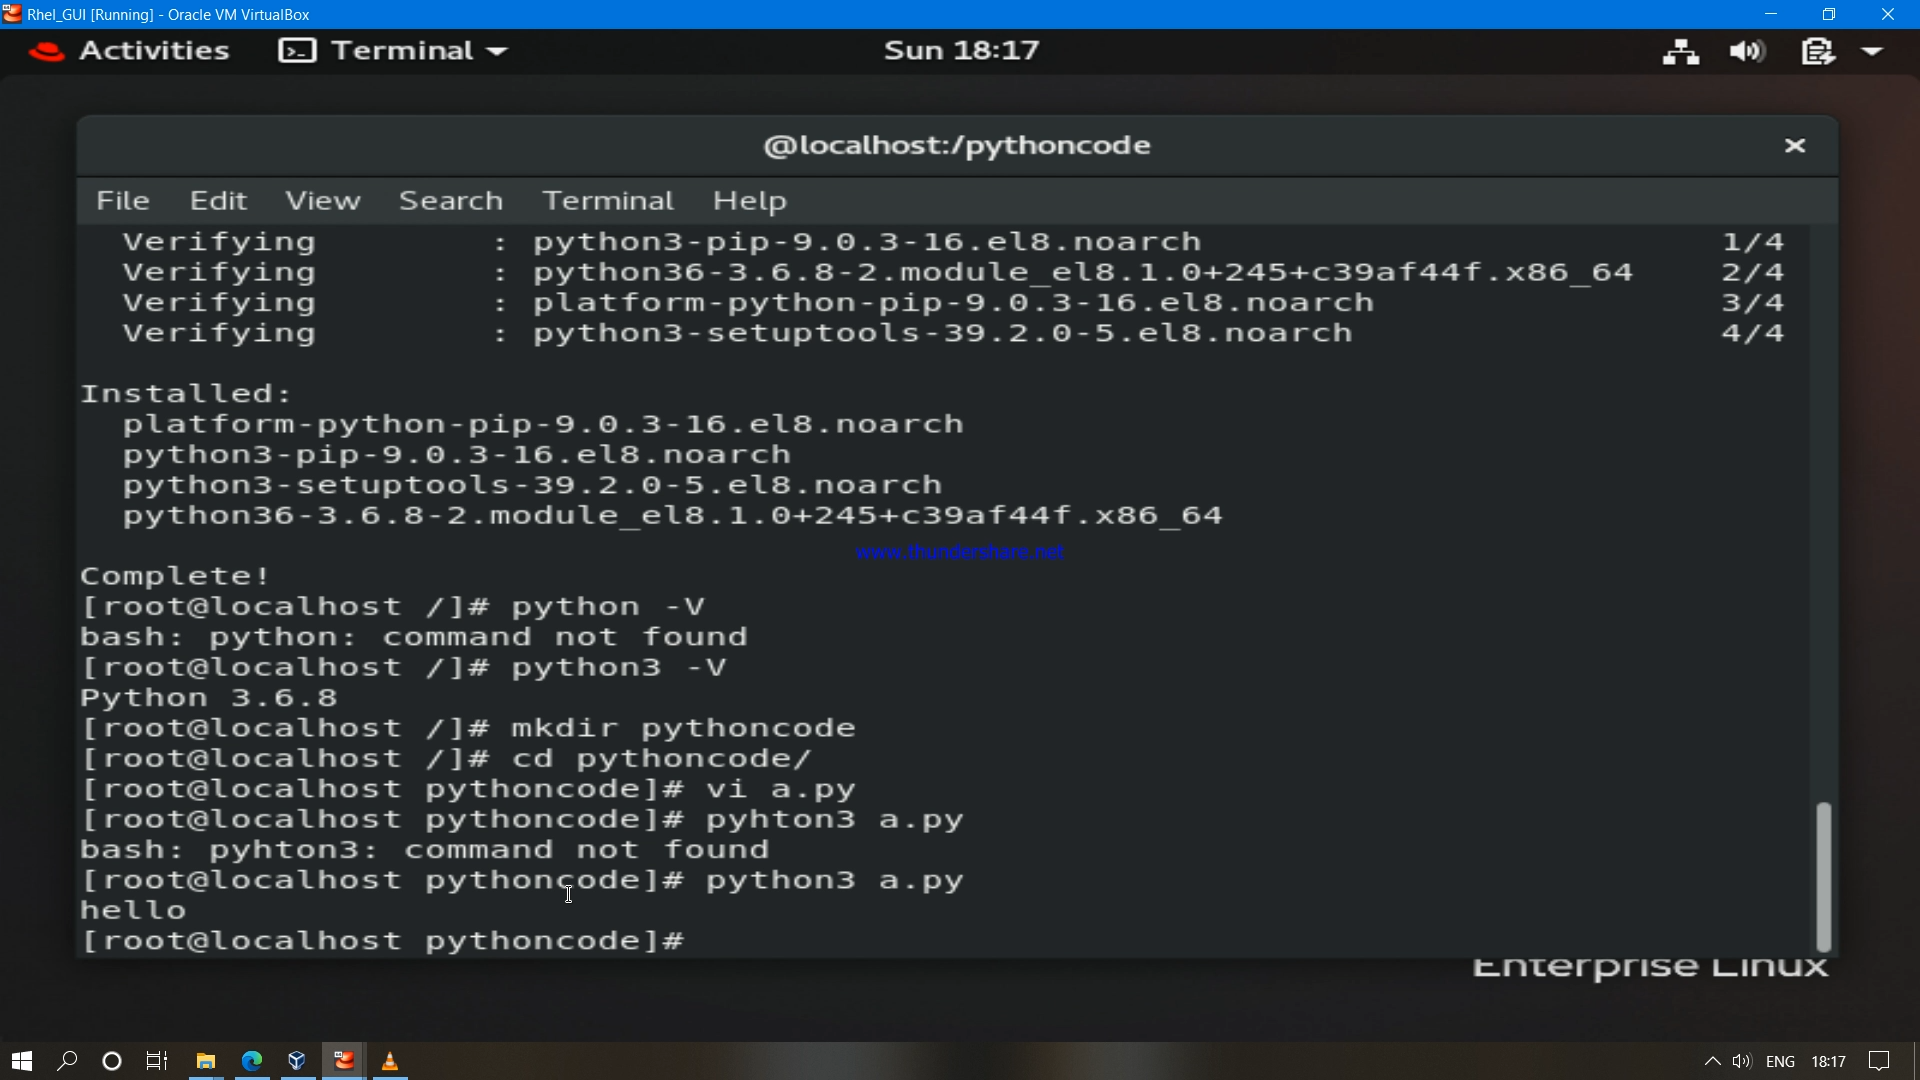 Rhel_GUI [Running] - Oracle VM VirtualBox
Activities Terminal Sun 18:17
@localhost:/pythoncode
File Edit View Search Terminal Help
Verifying : python3-pip-9.0.3-16.el8.noarch 1/4
Verifying : python36-3.6.8-2.module_el8.1.0+245+c39af44f.x86_64 2/4
Verifying : platform-python-pip-9.0.3-16.el8.noarch 3/4
Verifying : python3-setuptools-39.2.0-5.el8.noarch 4/4
Installed:
platform-python-pip-9.0.3-16.el8.noarch
python3-pip-9.0.3-16.el8.noarch
python3-setuptools-39.2.0-5.el8.noarch
python36-3.6.8-2.module_el8.1.0+245+c39af44f.x86_64
www.thundershare.net
Complete!
[root@localhost /]# python -V
bash: python: command not found
[root@localhost /]# python3 -V
Python 3.6.8
[root@localhost /]# mkdir pythoncode
[root@localhost /]# cd pythoncode/
[root@localhost pythoncode]# vi a.py
[root@localhost pythoncode]# pyhton3 a.py
bash: pyhton3: command not found
[root@localhost pythoncode]# python3 a.py
hello
[root@localhost pythoncode]#
Enterprise Linux
ENG 18:17